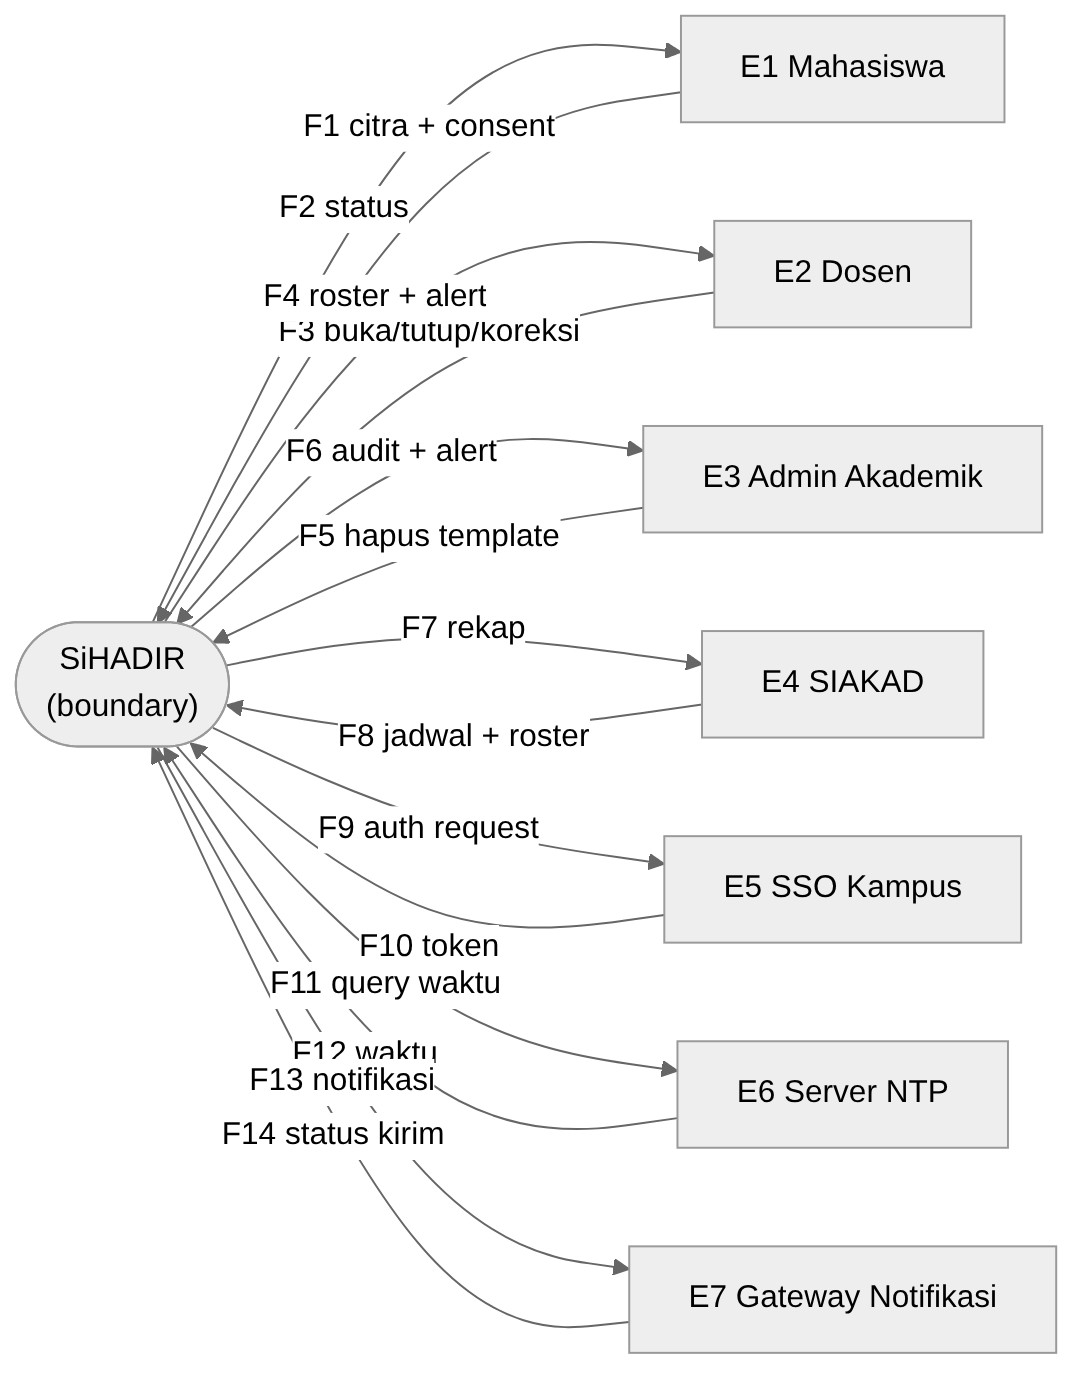 E1 Mahasiswa
F1 citra + consent
F2 status
E2 Dosen
F4 roster + alert
F3 buka/tutup/koreksi
F6 audit + alert
E3 Admin Akademik
F5 hapus template
F7 rekap
SiHADIR
(boundary)
E4 SIAKAD
F8 jadwal + roster
F9 auth request
E5 SSO Kampus
F10 token
F11 query waktu
F12 waktu
F13 notifikasi
E6 Server NTP
F14 status kirim
E7 Gateway Notifikasi